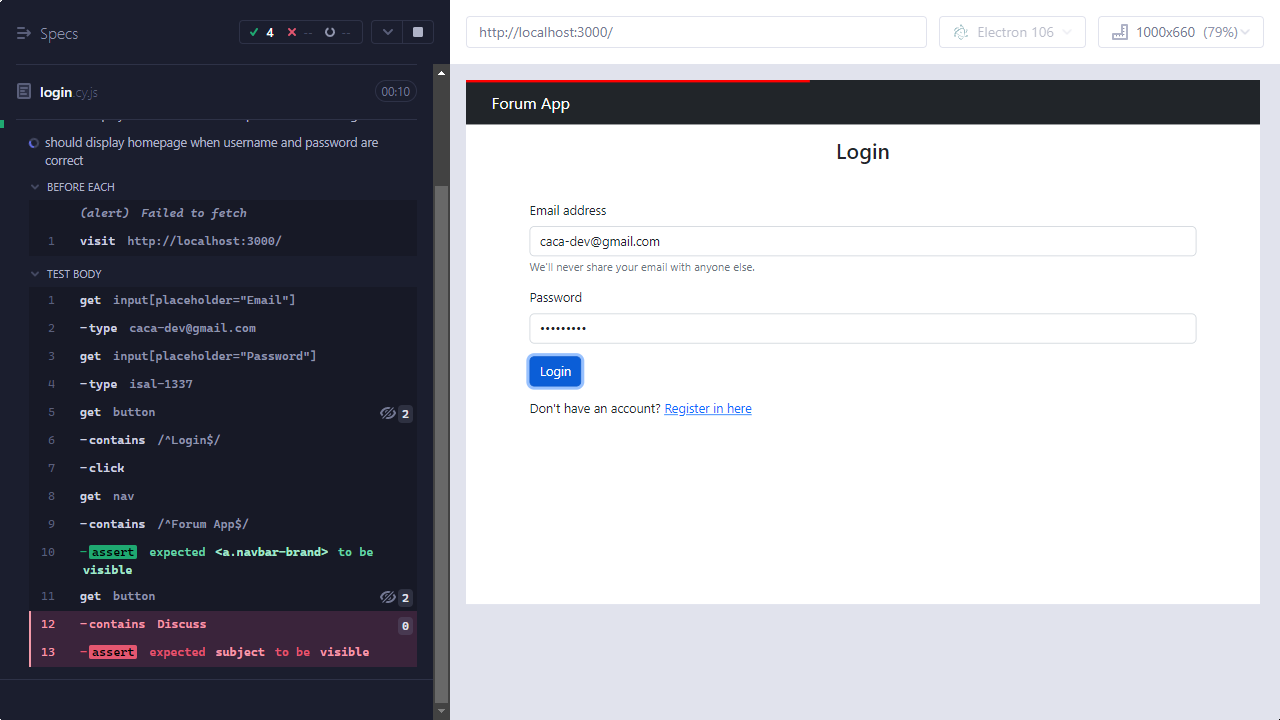 Specs
4
--
--
login.cy.js
00:10
should display homepage when username and password are
correct
BEFORE EACH
(alert) Failed to fetch
1 visit http://localhost:3000/
TEST BODY
1 get input[placeholder="Email"]
2 -type caca-dev@gmail.com
3 get input[placeholder="Password"]
4 -type isal-1337
5 get button 2
6 -contains /^Login$/
7 -click
8 get nav
9 -contains /^Forum App$/
10 -assert expected <a.navbar-brand> to be
visible
11 get button 2
12 -contains Discuss 0
13 -assert expected subject to be visible
http://localhost:3000/
Electron 106
1000x660 (79%)
Forum App
Login
Email address
caca-dev@gmail.com
We'll never share your email with anyone else.
Password
•••••••••
Login
Don't have an account? Register in here